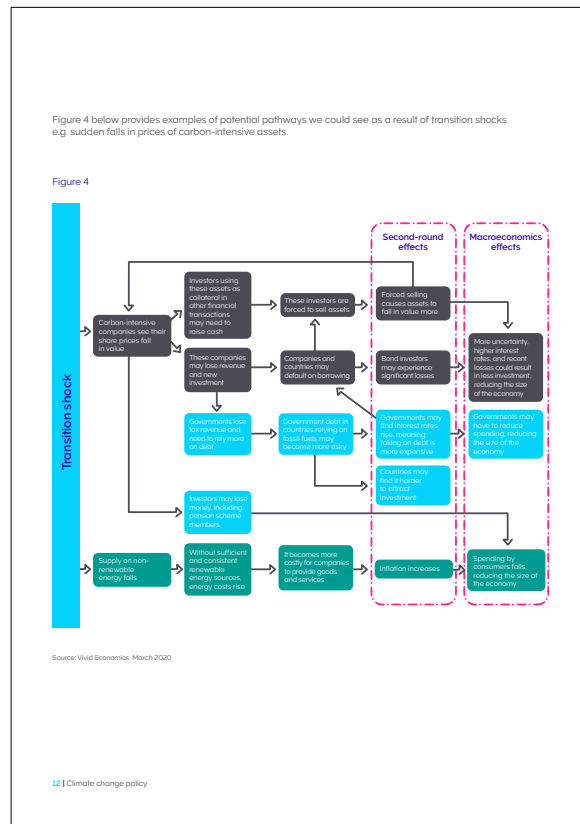 Figure 4 below provides examples of potential pathways we could see as a result of transition shocks
e.g. sudden falls in prices of carbon-intensive assets.
Figure 4
Transition shock
Second-round
effects
Macroeconomics
effects
Carbon-intensive
companies see their
share prices fall
in value
Investors using
these assets as
collateral in
other financial
transactions
may need to
raise cash
These investors are
forced to sell assets
Forced selling
causes assets to
fall in value more
More uncertainty,
higher interest
rates, and recent
losses could result
in less investment,
reducing the size
of the economy
These companies
may lose revenue
and new
investment
Companies and
countries may
default on borrowing
Bond investors
may experience
significant losses
Governments lose
tax revenue and
need to rely more
on debt
Government debt in
countries relying on
fossil fuels may
become more risky
Governments may
find interest rates
rise, meaning
taking on debt is
more expensive
Governments may
have to reduce
spending, reducing
the size of the
economy
Countries may
find it harder
to attract
investment
Investors may lose
money, including
pension scheme
members
Supply on non-
renewable
energy falls
Without sufficient
and consistent
renewable
energy sources,
energy costs rise
It becomes more
costly for companies
to provide goods
and services
Inflation increases
Spending by
consumers falls,
reducing the size of
the economy
Source: Vivid Economics, March 2020
12 | Climate change policy